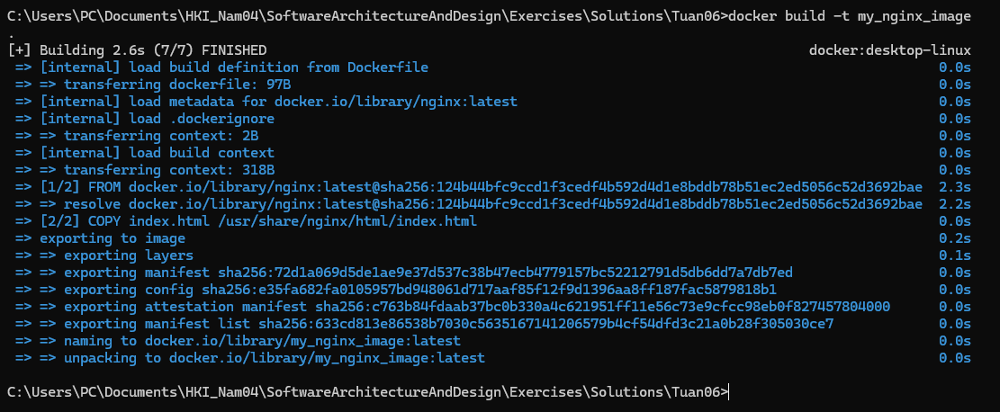 C:\Users\PC\Documents\HKI_Nam04\SoftwareArchitectureAndDesign\Exercises\Solutions\Tuan06>docker build -t my_nginx_image
.
[+] Building 2.6s (7/7) FINISHED docker:desktop-linux
=> [internal] load build definition from Dockerfile 0.0s
=> => transferring dockerfile: 97B 0.0s
=> [internal] load metadata for docker.io/library/nginx:latest 0.0s
=> [internal] load .dockerignore 0.0s
=> => transferring context: 2B 0.0s
=> [internal] load build context 0.0s
=> => transferring context: 318B 0.0s
=> [1/2] FROM docker.io/library/nginx:latest@sha256:124b44bfc9ccd1f3cedf4b592d4d1e8bddb78b51ec2ed5056c52d3692bae 2.3s
=> => resolve docker.io/library/nginx:latest@sha256:124b44bfc9ccd1f3cedf4b592d4d1e8bddb78b51ec2ed5056c52d3692bae 2.2s
=> [2/2] COPY index.html /usr/share/nginx/html/index.html 0.0s
=> exporting to image 0.2s
=> => exporting layers 0.1s
=> => exporting manifest sha256:72d1a069d5de1ae9e37d537c38b47ecb4779157bc52212791d5db6dd7a7db7ed 0.0s
=> => exporting config sha256:e35fa682fa0105957bd948061d717aaf85f12f9d1396aa8ff187fac5879818b1 0.0s
=> => exporting attestation manifest sha256:c763b84fdaab37bc0b330a4c621951ff11e56c73e9cfcc98eb0f827457804000 0.0s
=> => exporting manifest list sha256:633cd813e86538b7030c5635167141206579b4cf54dfd3c21a0b28f305030ce7 0.0s
=> => naming to docker.io/library/my_nginx_image:latest 0.0s
=> => unpacking to docker.io/library/my_nginx_image:latest 0.0s
C:\Users\PC\Documents\HKI_Nam04\SoftwareArchitectureAndDesign\Exercises\Solutions\Tuan06>